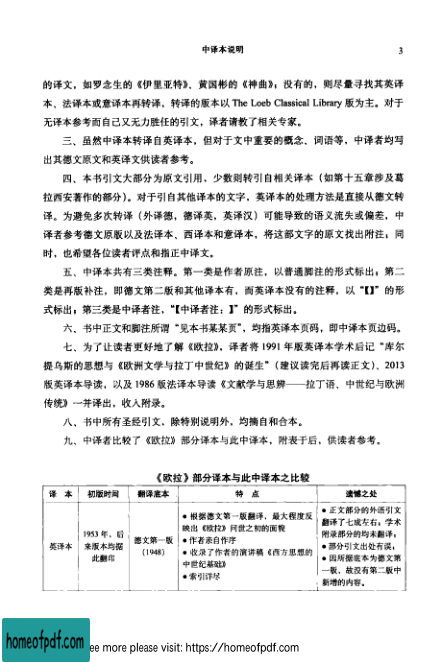 中译本说明 3
的译文，如罗念生的《伊里亚特》、黄国彬的《神曲》；没有的，则尽量寻找其英译
本、法译本或意译本再转译，转译的版本以 The Loeb Classical Library 版为主。对于
无译本参考而自己又无力胜任的引文，译者请教了相关专家。
三、虽然中译本转译自英译本，但对于文中重要的概念、词语等，中译者均写
出其德文原文和英译文供读者参考。
四、本书引文大部分为原文引用，少数则转引自相关译本（如第十五章涉及葛
拉西安著作的部分）。对于引自其他译本的文字，英译本的处理方法是直接从德文转
译。为避免多次转译（外译德，德译英，英译汉）可能导致的语义流失或偏差，中
译者参考德文原版以及法译本、西译本和意译本，将这部文字的原文找出附注；同
时，也希望各位读者评点和指正中译文。
五、中译本共有三类注释。第一类是作者原注，以普通脚注的形式标出；第二
类是再版补注，即德文第二版和其他译本有，而英译本没有的注释，以“【】”的形
式标出；第三类是中译者注，“【中译者注：】”的形式标出。
六、书中正文和脚注所谓“见本书某某页”，均指英译本页码，即中译本页边码。
七、为了让读者更好地了解《欧拉》，译者将 1991 年版英译本学术后记“库尔
提乌斯的思想与《欧洲文学与拉丁中世纪》的诞生”（建议读完后再读正文）、2013
版英译本导读，以及 1986 版法译本导读《文献学与思辨——拉丁语、中世纪与欧洲
传统》一并译出，收入附录。
八、书中所有圣经引文，除特别说明外，均摘自和合本。
九、中译者比较了《欧拉》部分译本与此中译本，附表于后，供读者参考。
《欧拉》部分译本与此中译本之比较
译 本 初版时间 翻译底本 特 点 遗憾之处
英译本
1953 年，后
来版本均据
此翻印
德文第一版
（1948）
● 根据德文第一版翻译，最大程度反
映出《欧拉》问世之初的面貌
● 作者亲自作序
● 收录了作者的演讲稿《西方思想的
中世纪基础》
● 索引详尽
● 正文部分的外语引文
翻译了七成左右；学术
附录部分的均未翻译；
● 部分引文出处有误；
● 因所据底本为德文第
一版，故没有第二版中
新增的内容。
homeofpdf.com
ee more please visit: https://homeofpdf.com